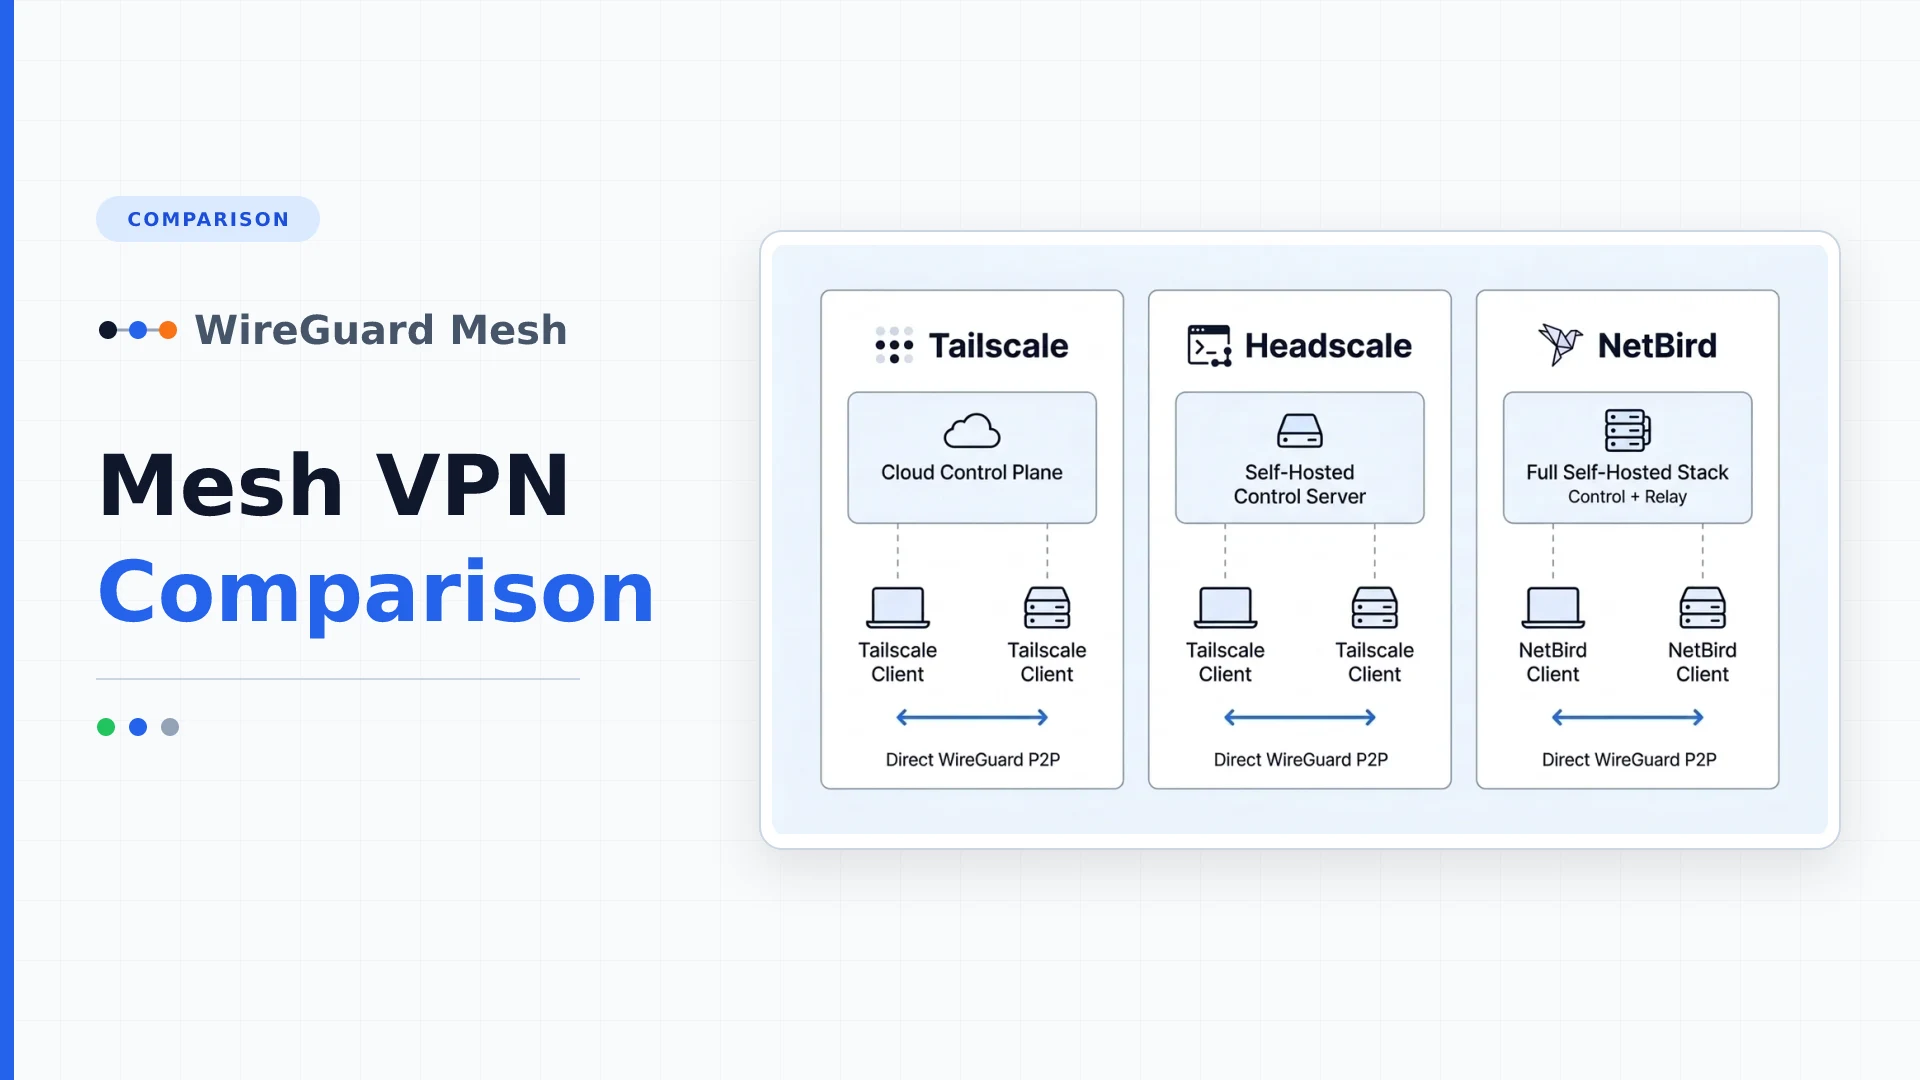 COMPARISON
WireGuard Mesh
Mesh VPN
Comparison
Tailscale
Cloud Control Plane
Tailscale
Client
Tailscale
Client
Direct WireGuard P2P
Headscale
Self-Hosted
Control Server
Tailscale
Client
Tailscale
Client
Direct WireGuard P2P
NetBird
Full Self-Hosted Stack
Control + Relay
NetBird
Client
NetBird
Client
Direct WireGuard P2P